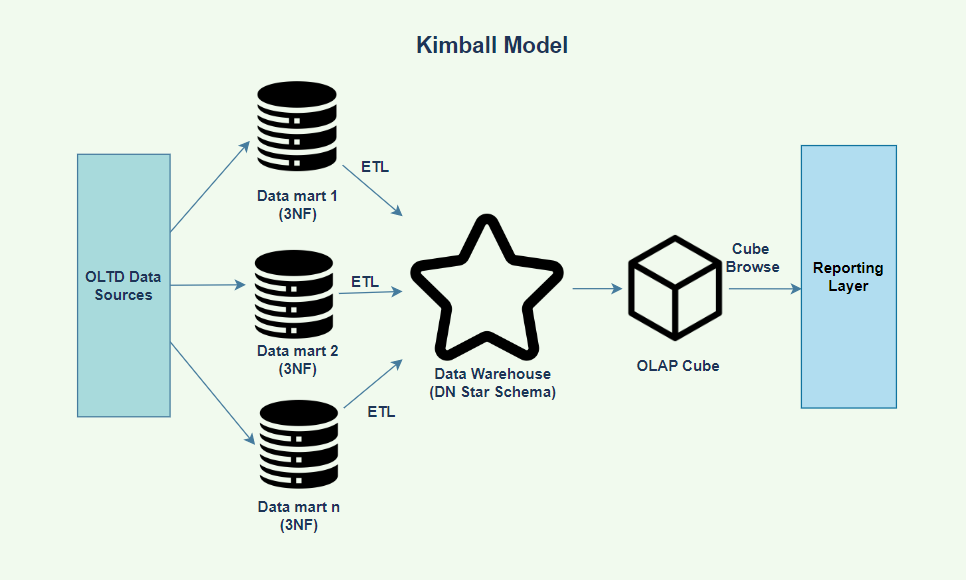 Kimball Model
ETL
Data mart 1
(3NF)
OLTD Data
Sources
ETL
Data mart 2
(3NF)
Data Warehouse
(DN Star Schema)
OLAP Cube
Cube
Browse
Reporting
Layer
ETL
Data mart n
(3NF)